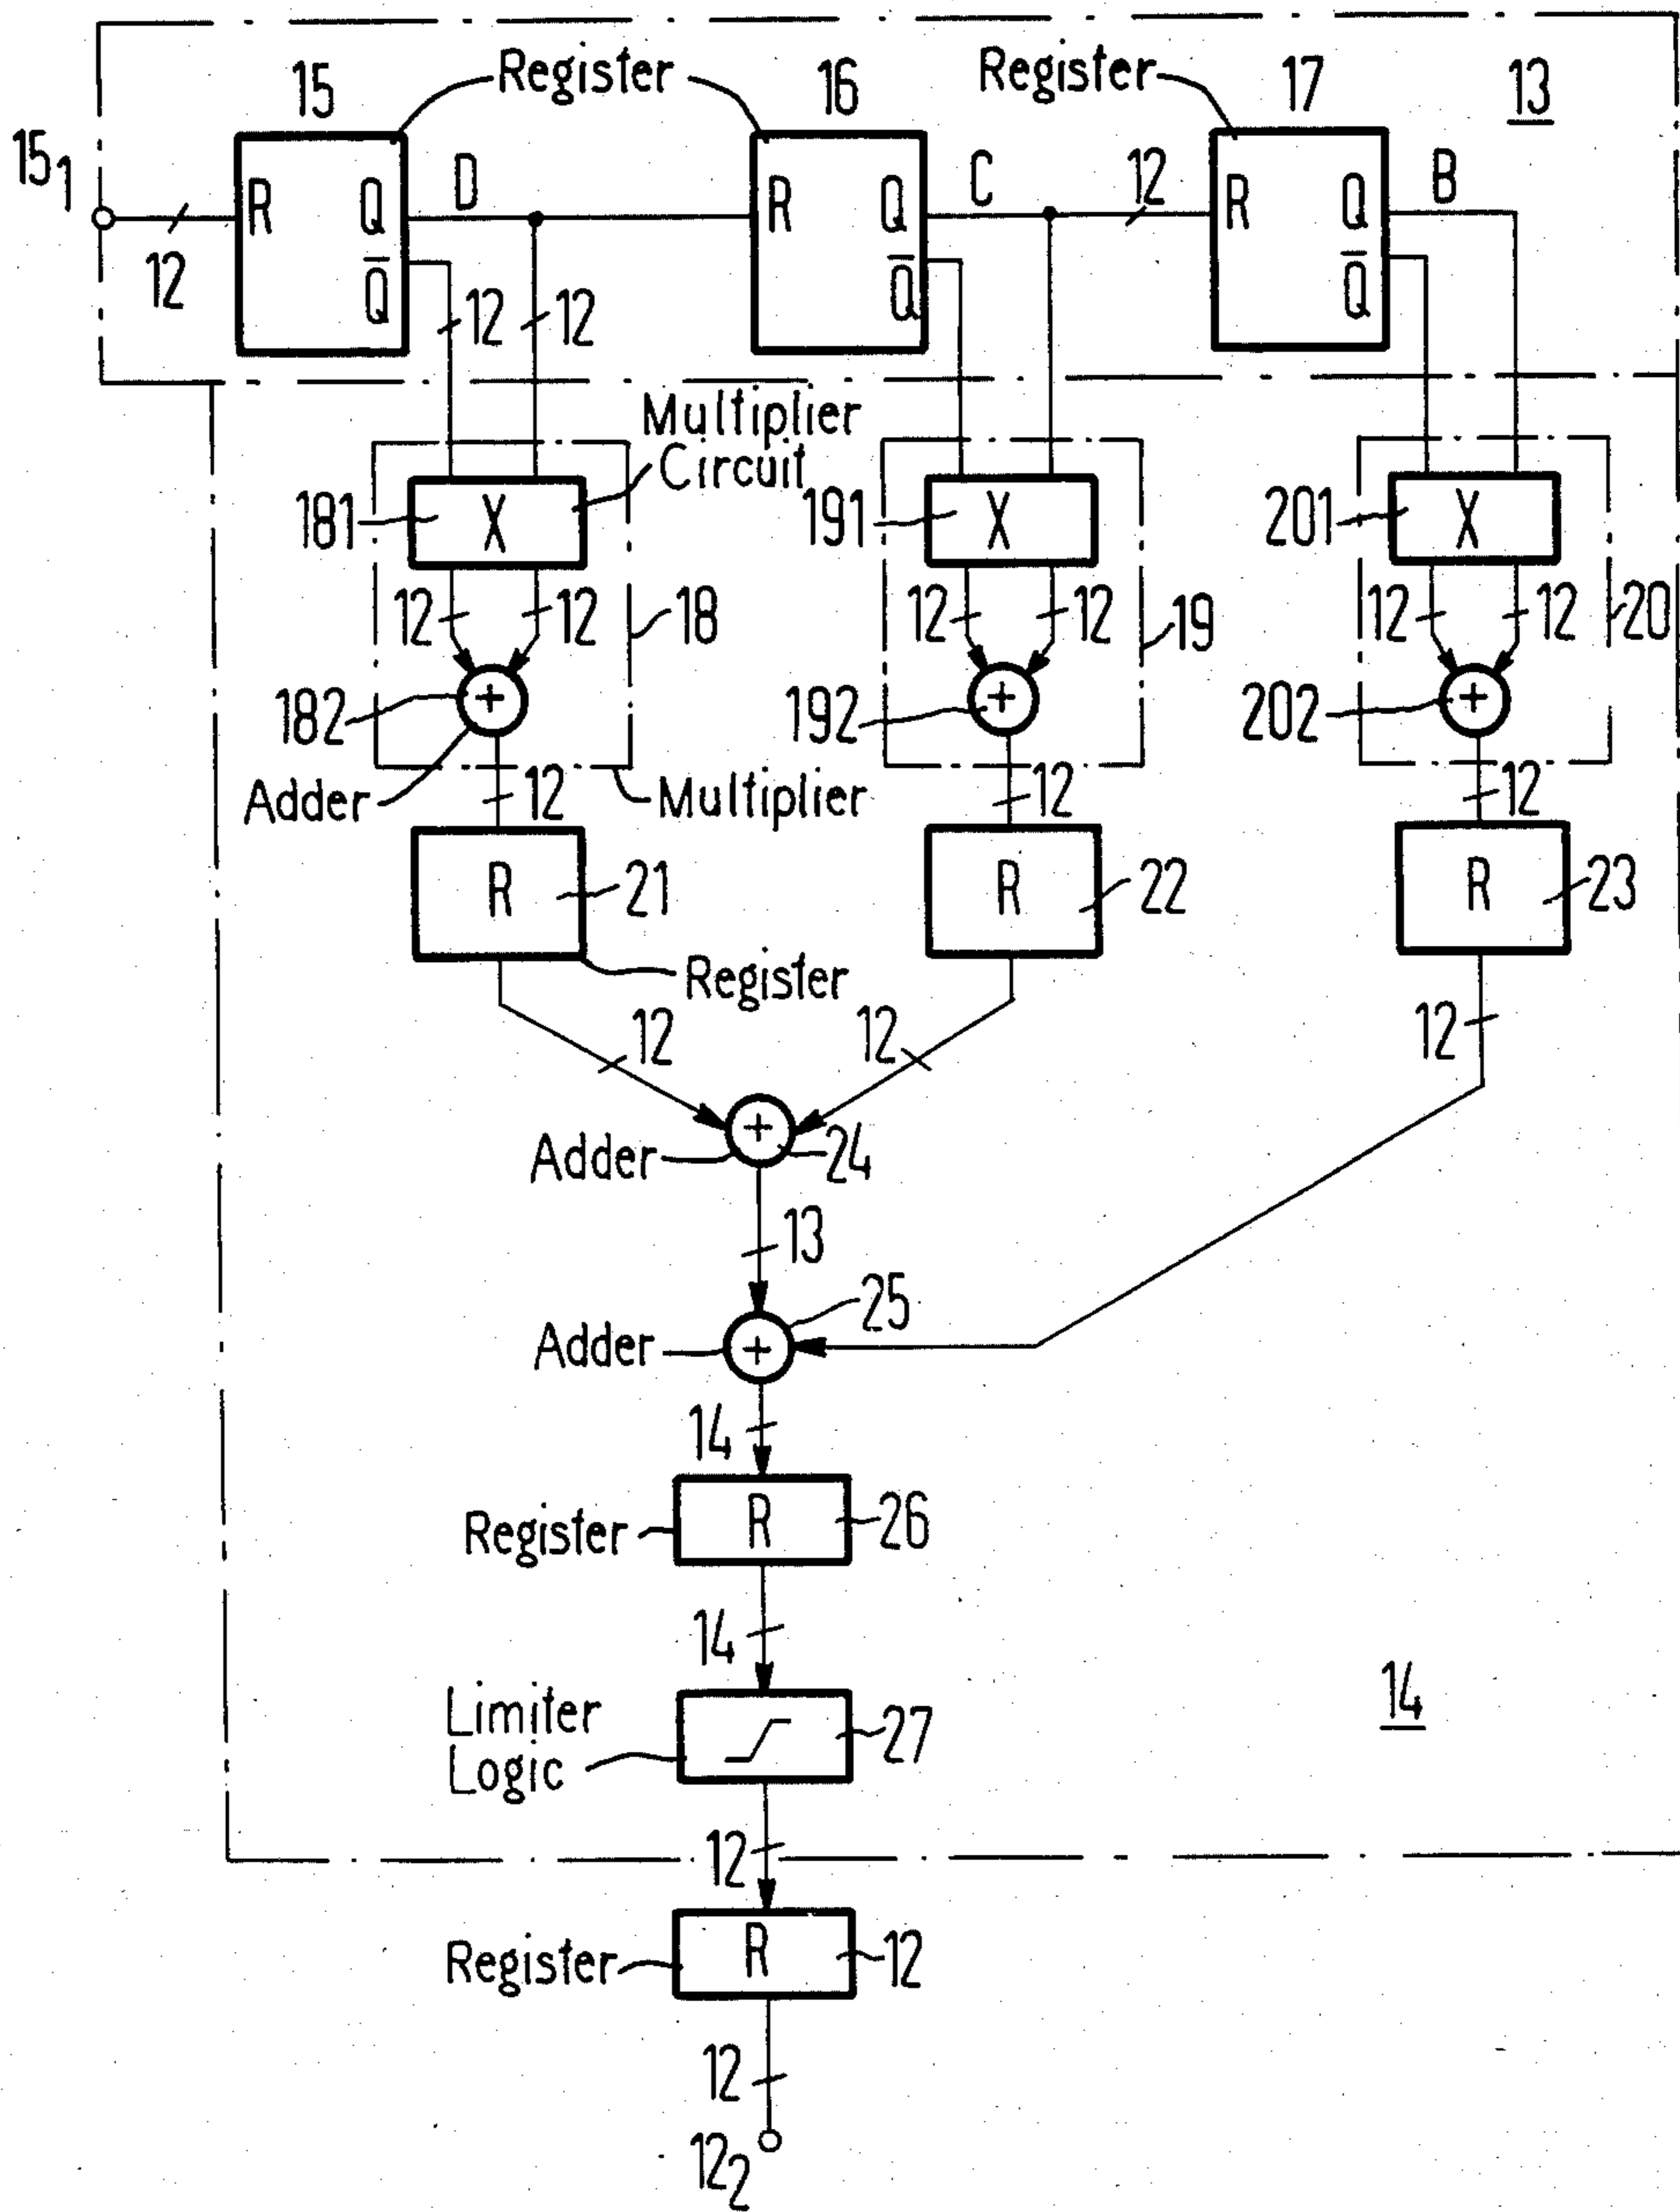 15 Register 16 Register 17 13
15₁ R Q D R Q C 12 R Q B
12 Q̅ 12 12 Q̅ Q̅
Multiplier
Circuit
181 X 191 X 201 X
12 12 18 12 12 19 12 12 20
182 + 192 + 202 +
Adder 12 Multiplier 12 12
R 21 R 22 R 23
Register
12 12 12
Adder + 24
13
25
Adder +
14
Register R 26
14
Limiter
Logic 27 14
12
Register R 12
12
12₂